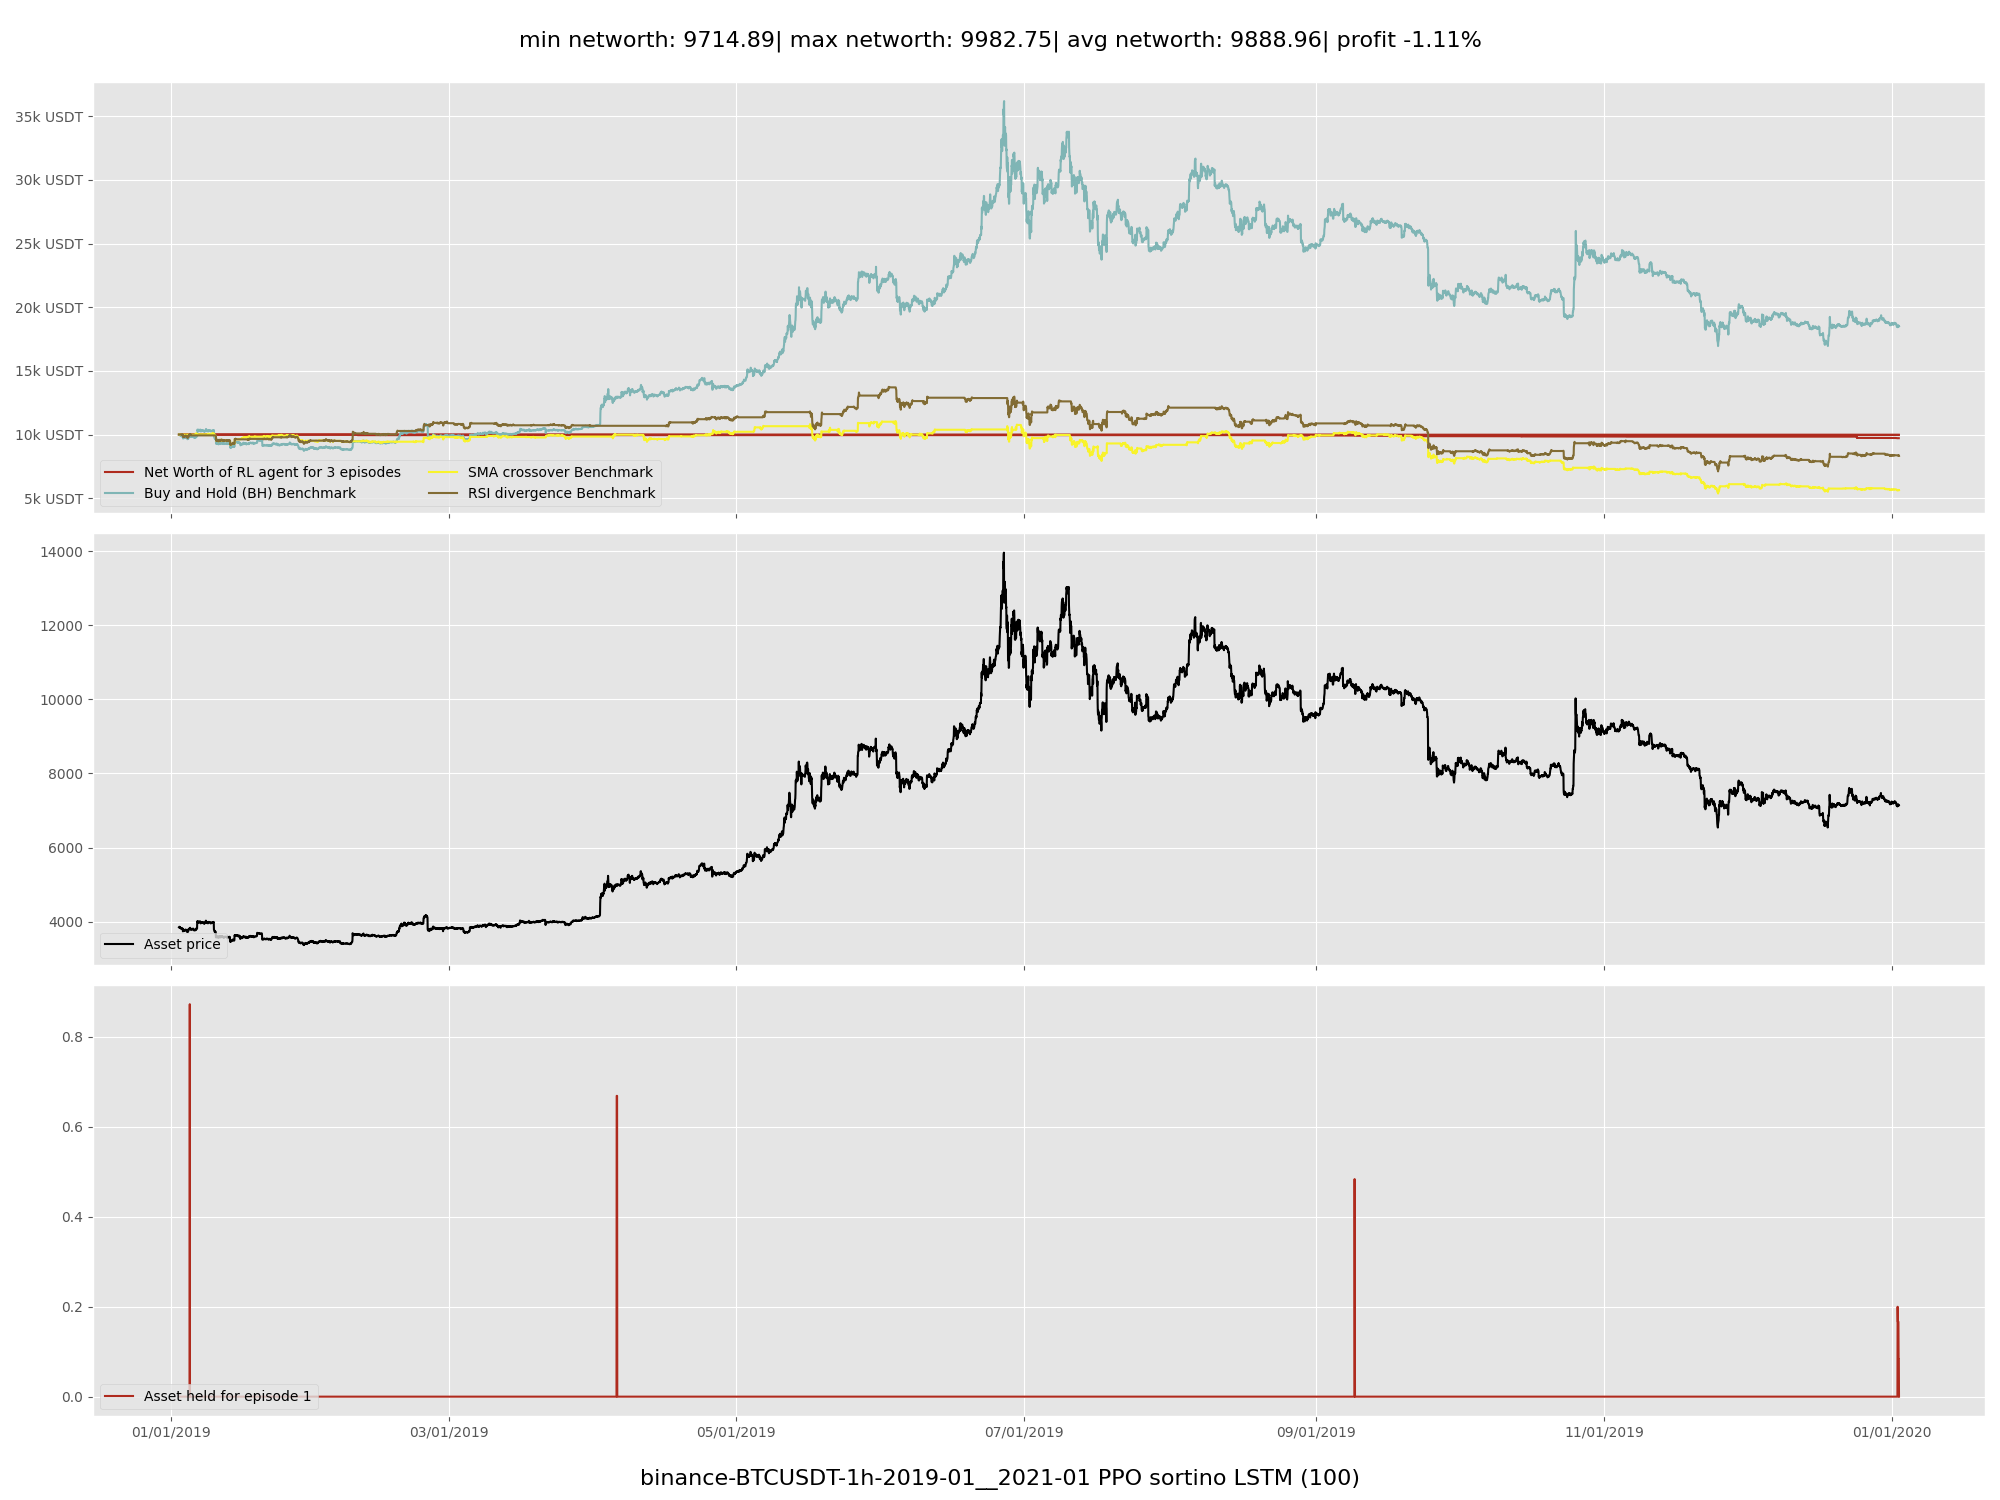 min networth: 9714.89| max networth: 9982.75| avg networth: 9888.96| profit -1.11%
35k USDT
30k USDT
25k USDT
20k USDT
15k USDT
10k USDT
5k USDT
Net Worth of RL agent for 3 episodes
Buy and Hold (BH) Benchmark
SMA crossover Benchmark
RSI divergence Benchmark
14000
12000
10000
8000
6000
4000
Asset price
0.8
0.6
0.4
0.2
0.0
Asset held for episode 1
01/01/2019 03/01/2019 05/01/2019 07/01/2019 09/01/2019 11/01/2019 01/01/2020
binance-BTCUSDT-1h-2019-01__2021-01 PPO sortino LSTM (100)